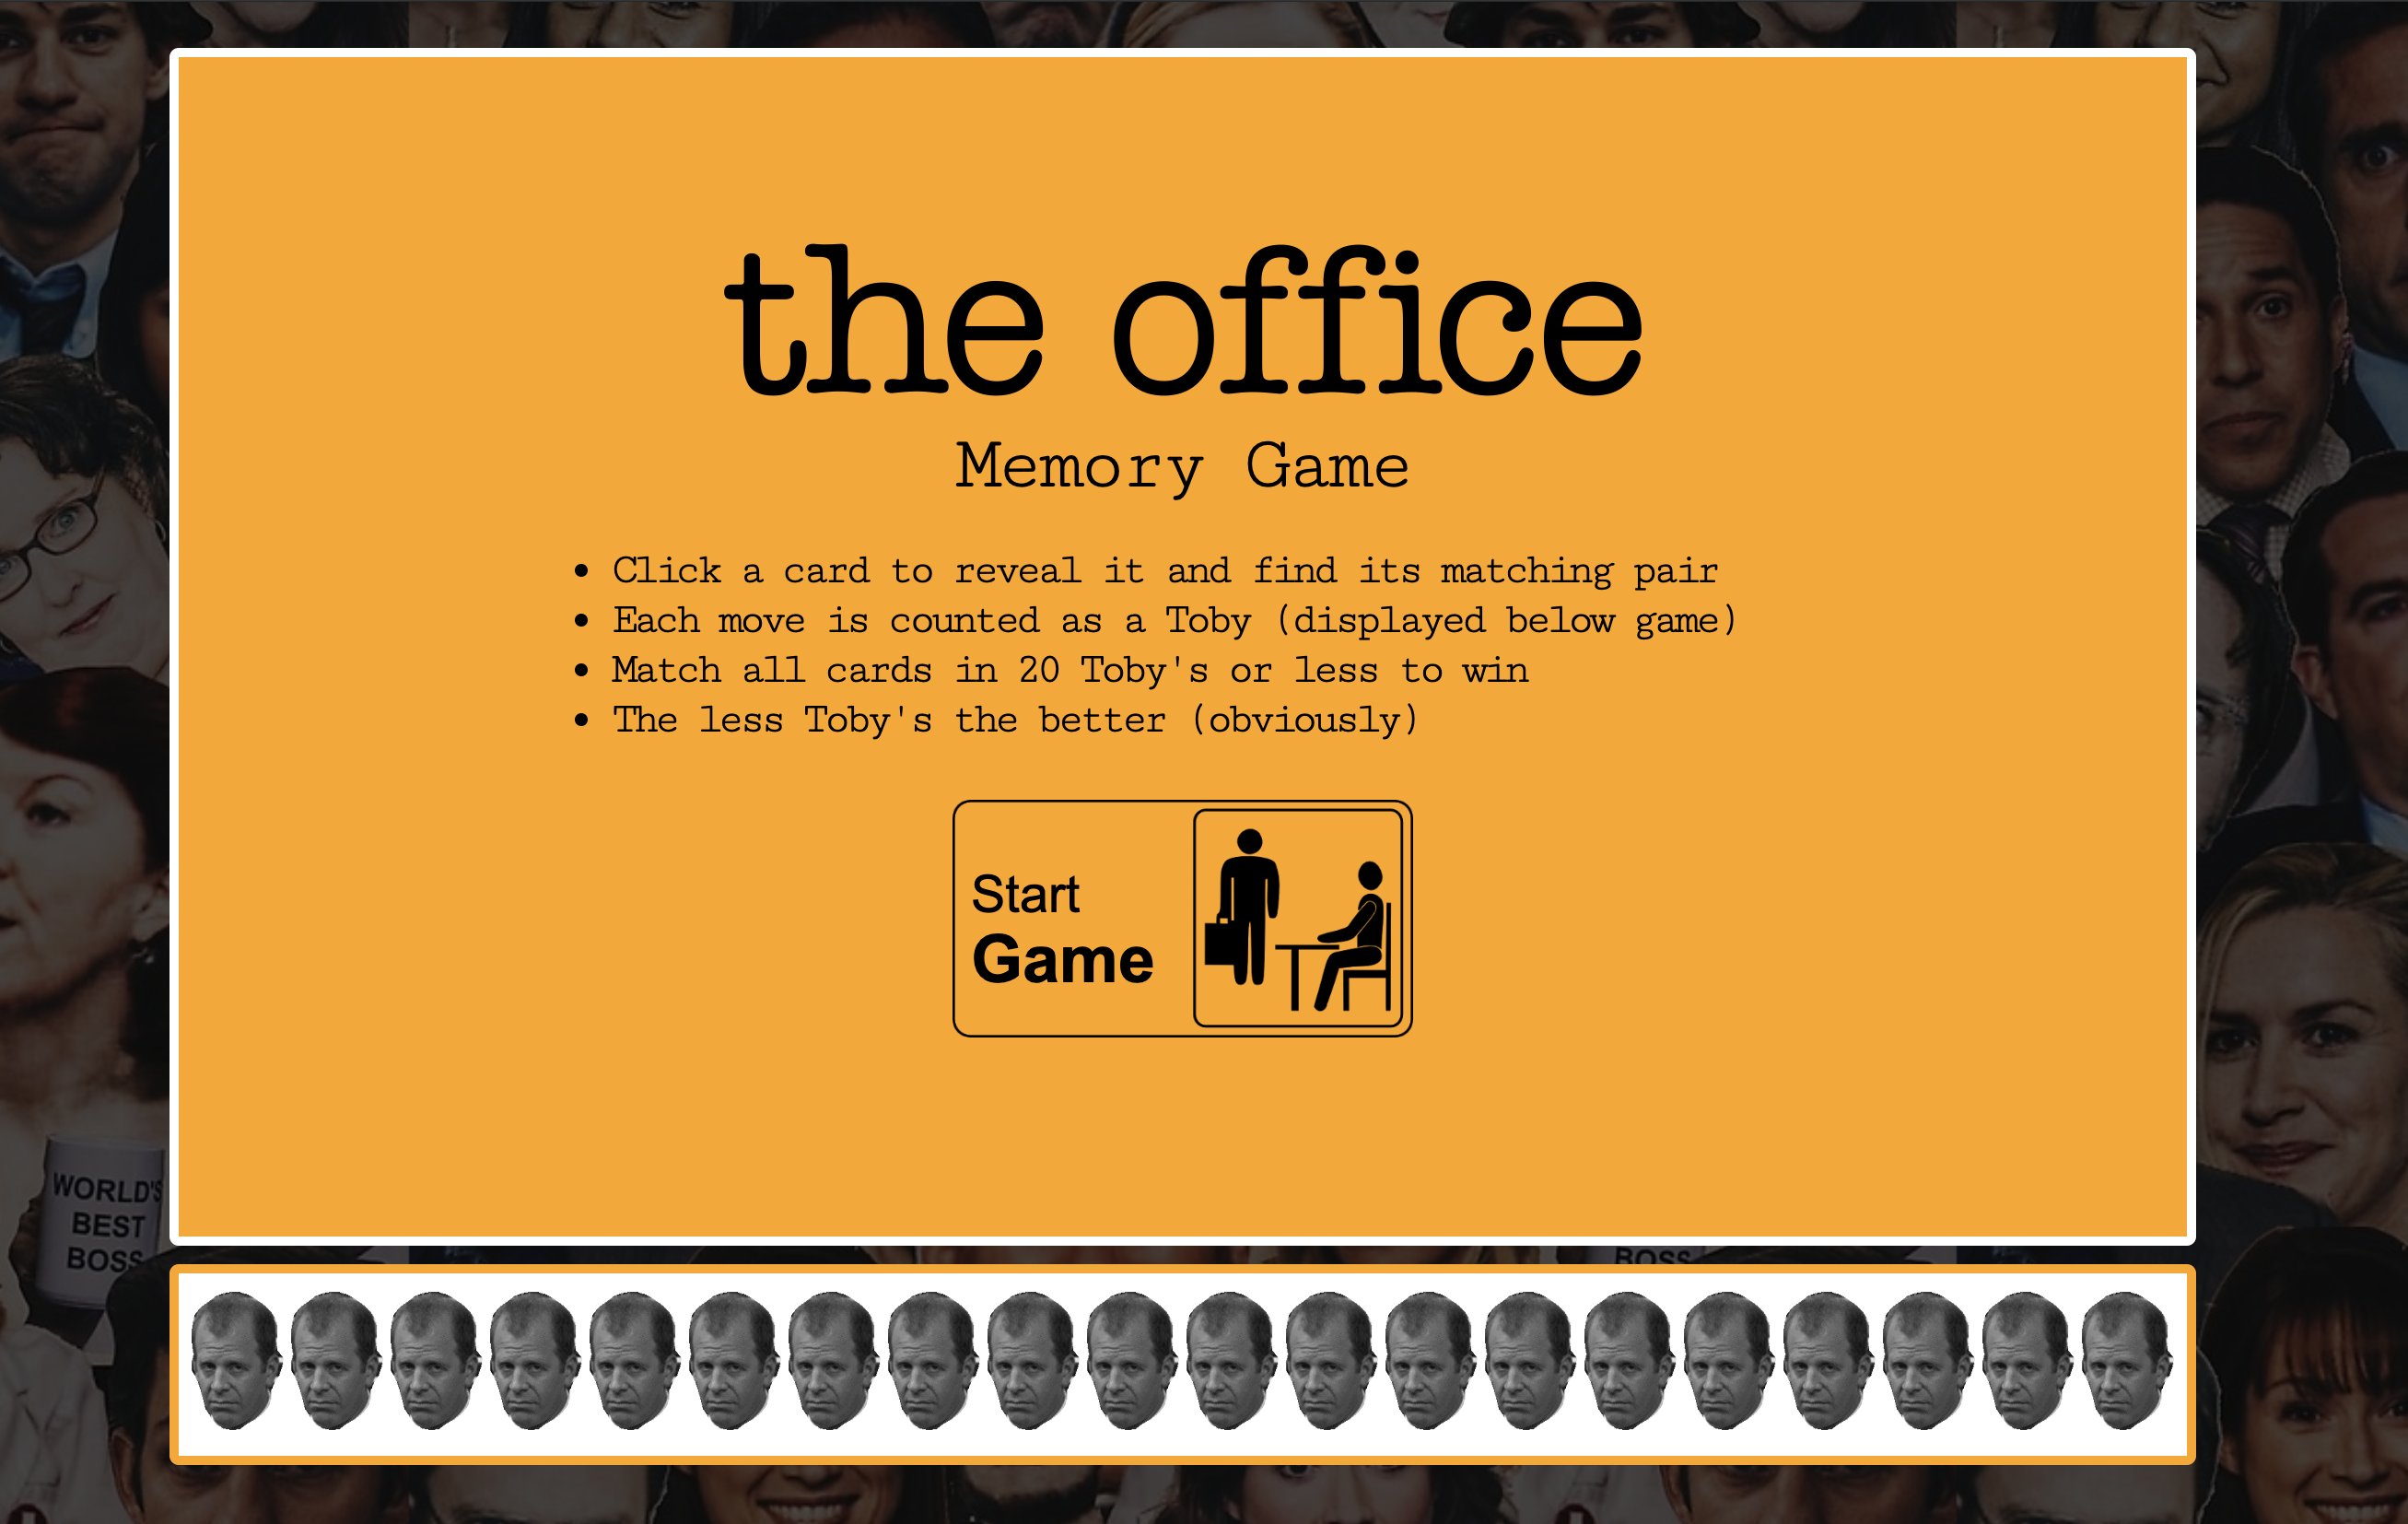 the office
Memory Game
• Click a card to reveal it and find its matching pair
• Each move is counted as a Toby (displayed below game)
• Match all cards in 20 Toby's or less to win
• The less Toby's the better (obviously)
Start
Game
WORLD'S
BEST
BOSS
BOSS